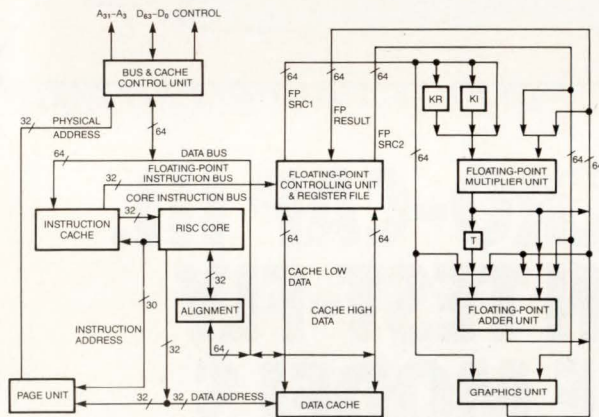 A31–A3 D63–D0 CONTROL
BUS & CACHE
CONTROL UNIT
64 64 64
FP
SRC1
FP
RESULT
FP
SRC2
KR KI
32 PHYSICAL
ADDRESS
64
64 64 64
64 DATA BUS
32 FLOATING-POINT
INSTRUCTION BUS
CORE INSTRUCTION BUS
32
INSTRUCTION
CACHE
RISC CORE
FLOATING-POINT
CONTROLLING UNIT
& REGISTER FILE
FLOATING-POINT
MULTIPLIER UNIT
64 64
T
30
32
CACHE LOW
DATA
INSTRUCTION
ADDRESS
ALIGNMENT
CACHE HIGH
DATA
FLOATING-POINT
ADDER UNIT
32
64
PAGE UNIT
32 32 DATA ADDRESS
DATA CACHE
GRAPHICS UNIT